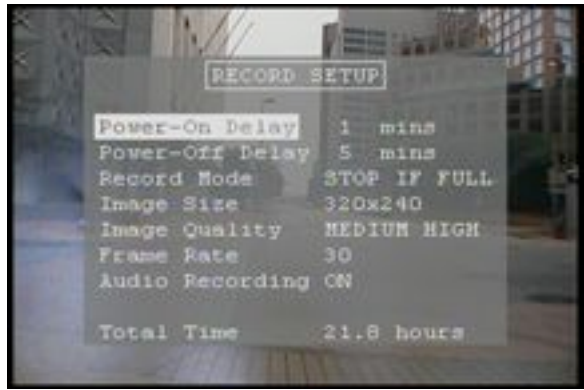 RECORD SETUP
Power-On Delay 1 mins
Power-Off Delay 5 mins
Record Mode STOP IF FULL
Image Size 320x240
Image Quality MEDIUM HIGH
Frame Rate 30
Audio Recording ON
Total Time 21.8 hours